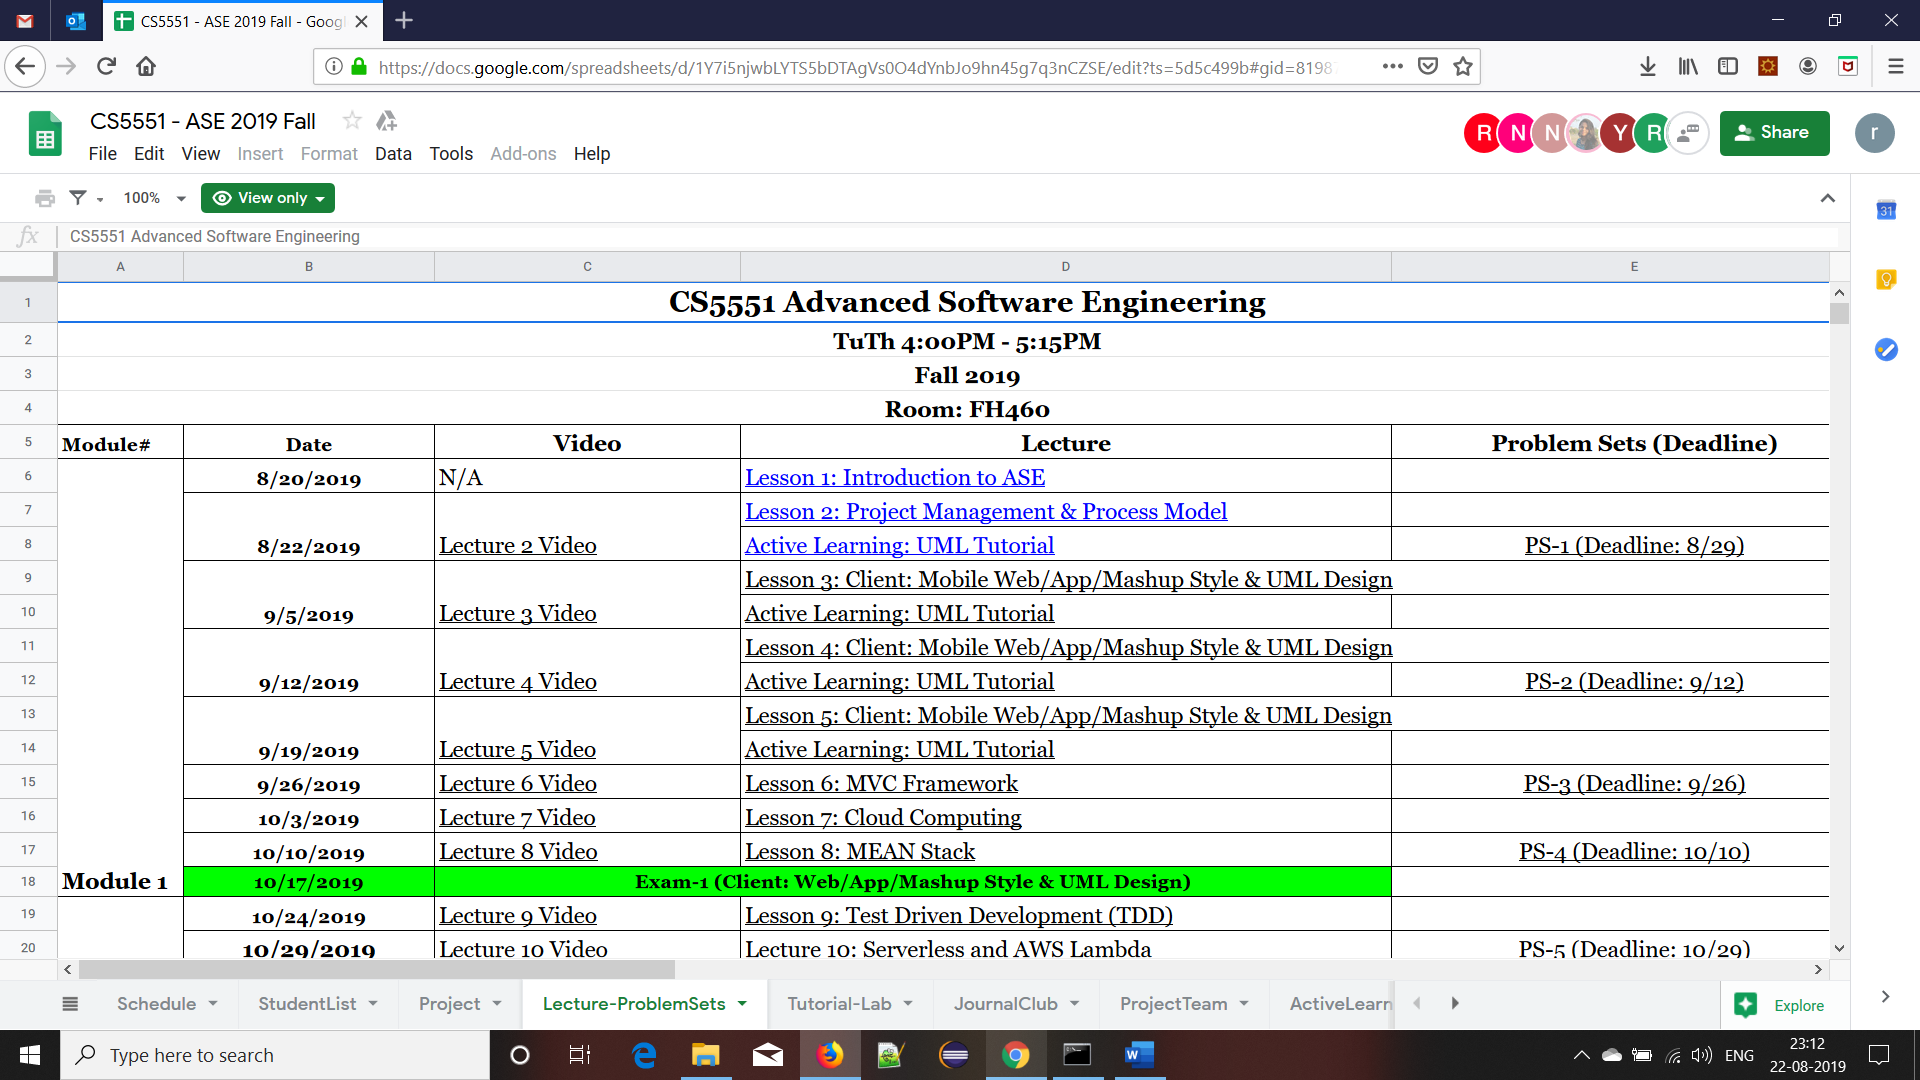 CS5551 - ASE 2019 Fall - Goog
https://docs.google.com/spreadsheets/d/1Y7i5njwbLYTS5bDTAgVs0O4dYnbJo9hn45g7q3nCZSE/edit?ts=5d5c499b#gid=8198
CS5551 - ASE 2019 Fall
File Edit View Insert Format Data Tools Add-ons Help
R N N Y R Share r
100% View only
31
fx CS5551 Advanced Software Engineering
A B C D E
1 CS5551 Advanced Software Engineering
2 TuTh 4:00PM - 5:15PM
3 Fall 2019
4 Room: FH460
5 Module# Date Video Lecture Problem Sets (Deadline)
6 8/20/2019 N/A Lesson 1: Introduction to ASE
7 Lesson 2: Project Management & Process Model
8 8/22/2019 Lecture 2 Video Active Learning: UML Tutorial PS-1 (Deadline: 8/29)
9 Lesson 3: Client: Mobile Web/App/Mashup Style & UML Design
10 9/5/2019 Lecture 3 Video Active Learning: UML Tutorial
11 Lesson 4: Client: Mobile Web/App/Mashup Style & UML Design
12 9/12/2019 Lecture 4 Video Active Learning: UML Tutorial PS-2 (Deadline: 9/12)
13 Lesson 5: Client: Mobile Web/App/Mashup Style & UML Design
14 9/19/2019 Lecture 5 Video Active Learning: UML Tutorial
15 9/26/2019 Lecture 6 Video Lesson 6: MVC Framework PS-3 (Deadline: 9/26)
16 10/3/2019 Lecture 7 Video Lesson 7: Cloud Computing
17 10/10/2019 Lecture 8 Video Lesson 8: MEAN Stack PS-4 (Deadline: 10/10)
18 Module 1 10/17/2019 Exam-1 (Client: Web/App/Mashup Style & UML Design)
19 10/24/2019 Lecture 9 Video Lesson 9: Test Driven Development (TDD)
20 10/29/2019 Lecture 10 Video Lecture 10: Serverless and AWS Lambda PS-5 (Deadline: 10/29)
Schedule StudentList Project Lecture-ProblemSets Tutorial-Lab JournalClub ProjectTeam ActiveLearn Explore
Type here to search
ENG
23:12
22-08-2019